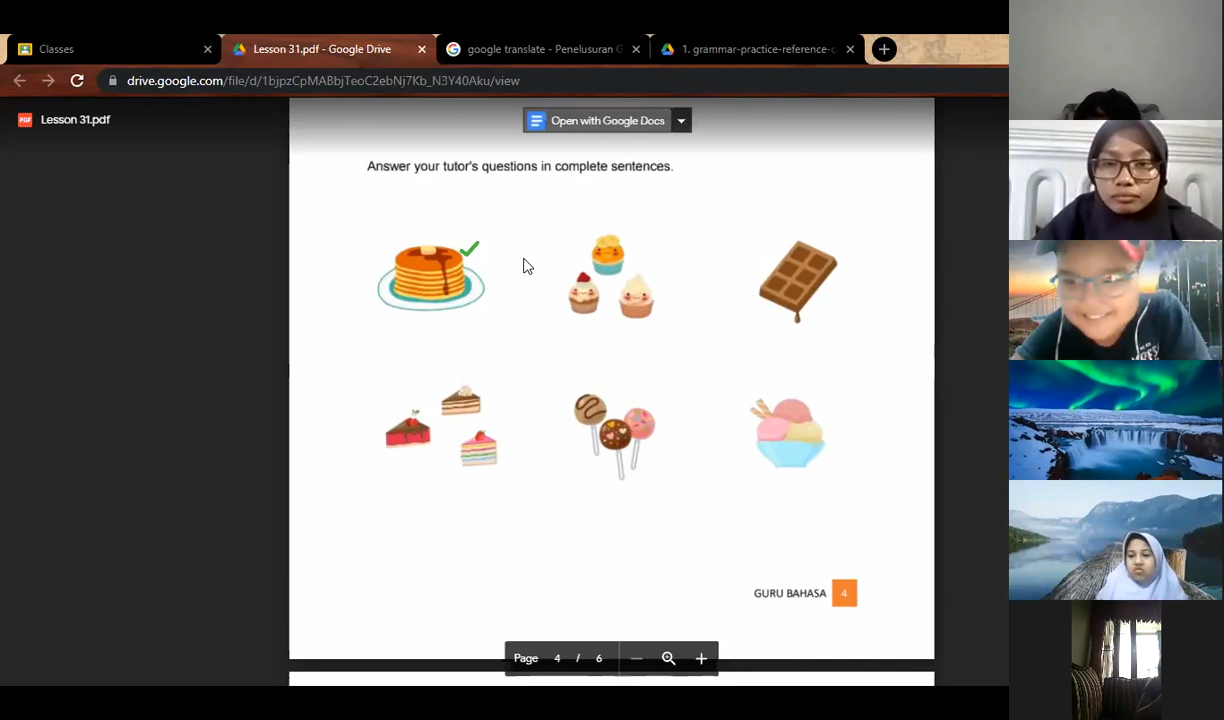 Classes
Lesson 31.pdf - Google Drive
google translate - Penelusuran G
1. grammar-practice-reference-c
drive.google.com/file/d/1bjpzCpMABbjTeoC2ebNj7Kb_N3Y40Aku/view
PDF Lesson 31.pdf
Open with Google Docs
Answer your tutor's questions in complete sentences.
GURU BAHASA 4
Page 4 / 6